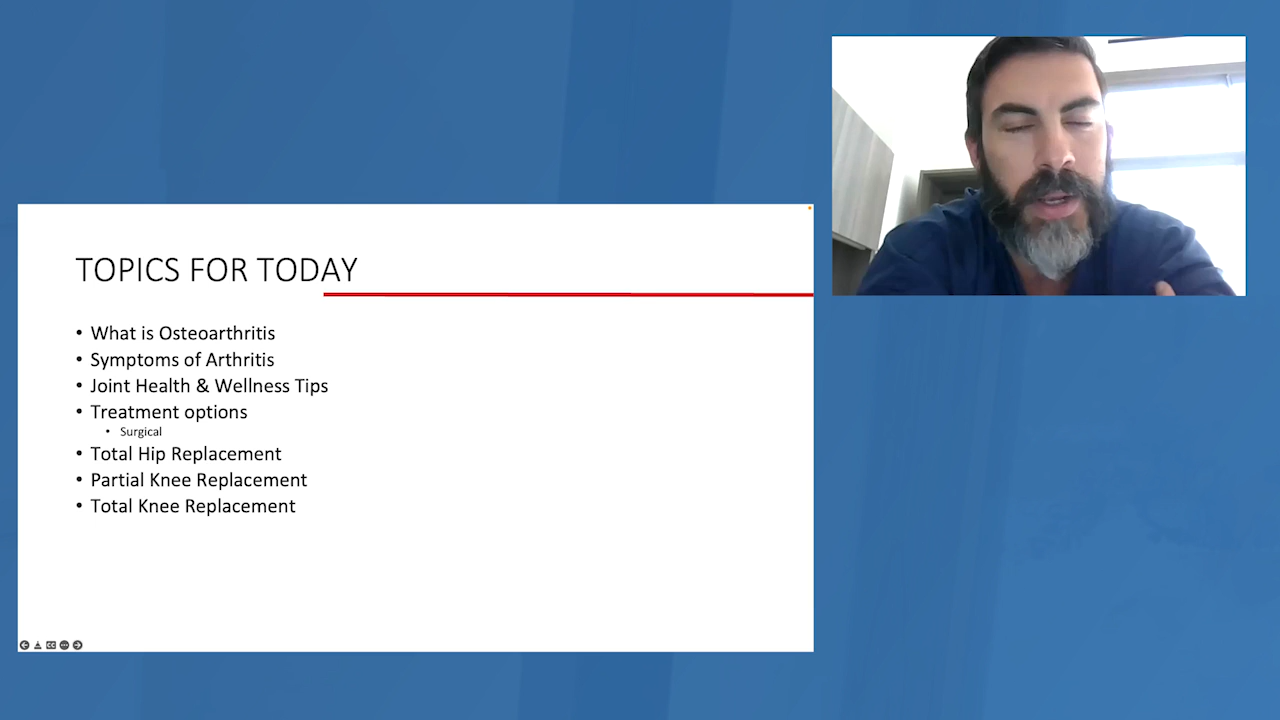 TOPICS FOR TODAY
• What is Osteoarthritis
• Symptoms of Arthritis
• Joint Health & Wellness Tips
• Treatment options
• Surgical
• Total Hip Replacement
• Partial Knee Replacement
• Total Knee Replacement